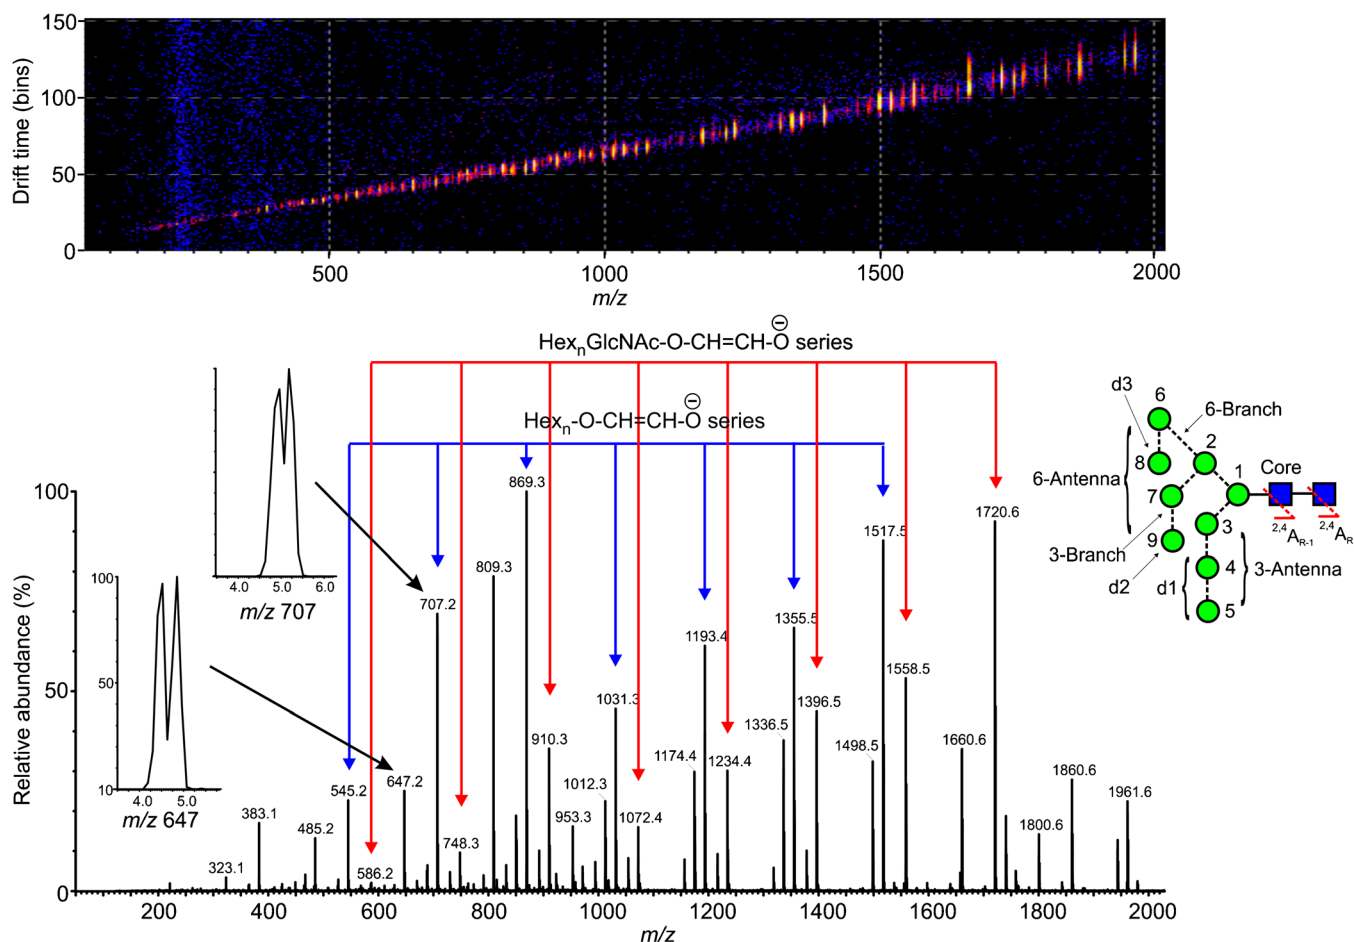 150
100
50
0
Drift time (bins)
500
1000
1500
2000
m/z
HexnGlcNAc-O-CH=CH-O⊖ series
Hexn-O-CH=CH-O⊖ series
4.0 5.0 6.0
m/z 707
100
50
10
4.0 5.0
m/z 647
100
50
0
Relative abundance (%)
323.1
383.1
485.2
545.2
586.2
647.2
707.2
748.3
809.3
869.3
910.3
953.3
1012.3
1031.3
1072.4
1174.4
1193.4
1234.4
1336.5
1355.5
1396.5
1498.5
1517.5
1558.5
1660.6
1720.6
1800.6
1860.6
1961.6
200 400 600 800 1000 1200 1400 1600 1800 2000
m/z
d3
6
6-Branch
2
1
Core
8
6-Antenna
7
3
2,4AR-1
2,4AR
3-Branch
9
4
3-Antenna
d2
d1
5